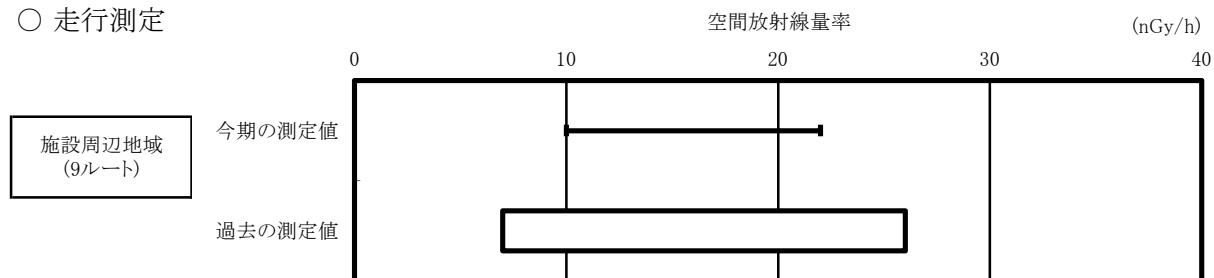 ○ 走行測定
空間放射線量率
(nGy/h)
0 10 20 30 40
施設周辺地域
(9ルート)
今期の測定値
過去の測定値